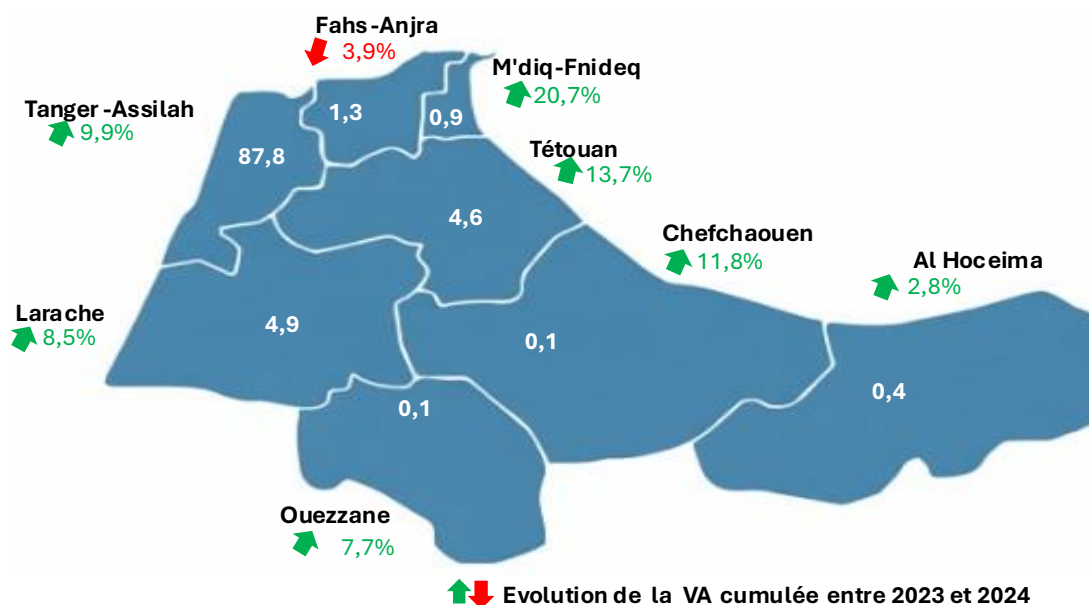 Fahs-Anjra
3,9%
M'diq-Fnideq
20,7%
Tanger-Assilah
9,9%
1,3
0,9
87,8
Tétouan
13,7%
4,6
Chefchaouen
11,8%
Al Hoceima
2,8%
Larache
8,5%
4,9
0,1
0,4
0,1
Ouezzane
7,7%
Evolution de la VA cumulée entre 2023 et 2024